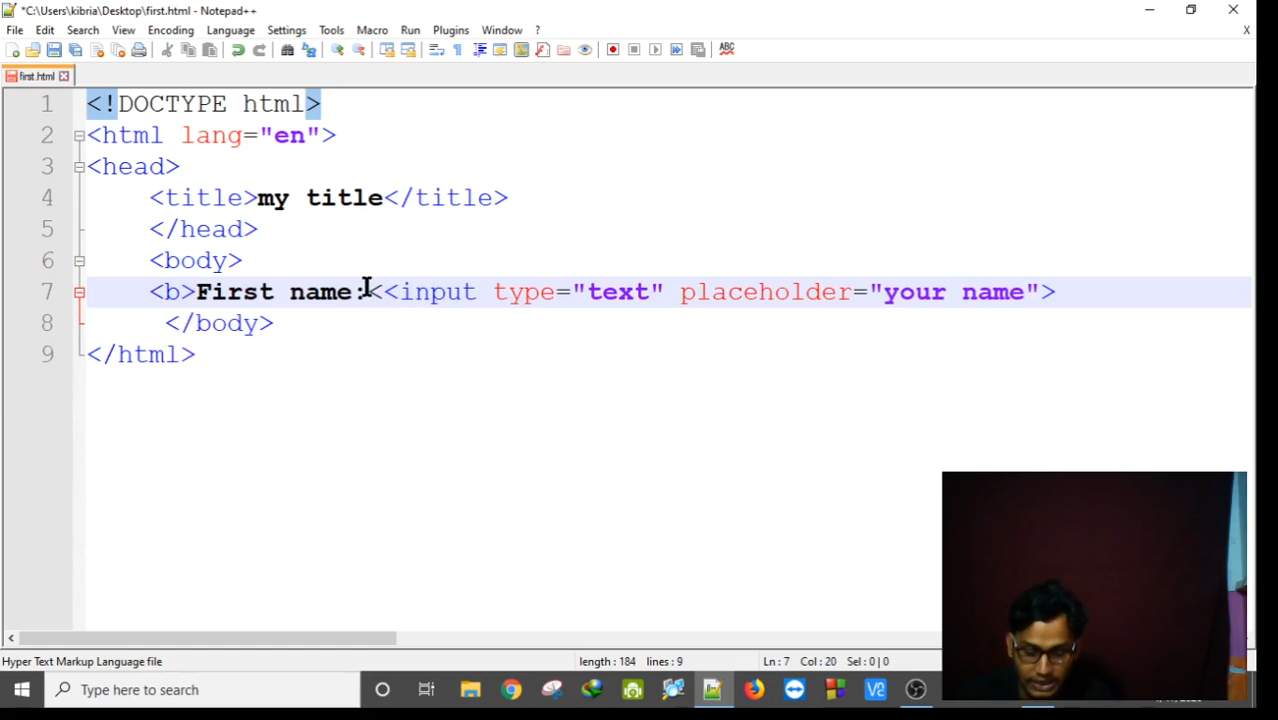 *C:\Users\kibria\Desktop\first.html - Notepad++
File Edit Search View Encoding Language Settings Tools Macro Run Plugins Window ? X
first.html
1 <!DOCTYPE html>
2 <html lang="en">
3 <head>
4 <title>my title</title>
5 </head>
6 <body>
7 <b>First name:<<input type="text" placeholder="your name">
8 </body>
9 </html>
Hyper Text Markup Language file length : 184 lines : 9 Ln : 7 Col : 20 Sel : 0 | 0
Type here to search